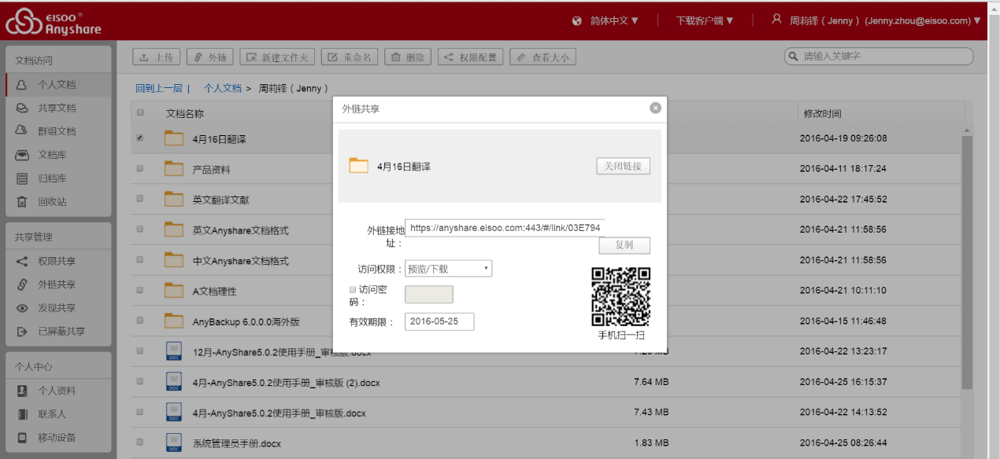 EISOO®
Anyshare
简体中文▼
下载客户端▼
周莉锋 ( Jenny ) (Jenny.zhou@eisoo.com)▼
文档访问
个人文档
共享文档
群组文档
文档库
归档库
回收站
共享管理
权限共享
外链共享
发现共享
已屏蔽共享
个人中心
个人资料
联系人
移动设备
上传
外链
新建文件夹
重命名
删除
权限配置
查看大小
请输入关键字
回到上一层 | 个人文档 > 周莉锋 ( Jenny )
文档名称
修改时间
4月16日翻译 2016-04-19 09:26:08
产品资料 2016-04-11 18:17:24
英文翻译文献 2016-04-22 17:45:52
英文Anyshare文档格式 2016-04-21 11:58:56
中文Anyshare文档格式 2016-04-21 11:58:56
A文档理性 2016-04-21 10:11:10
AnyBackup 6.0.0.0海外版 2016-04-15 11:46:48
12月-AnyShare5.0.2使用手册_审核版.docx 7.20 MB 2016-04-22 13:23:17
4月-AnyShare5.0.2使用手册_审核版 (2).docx 7.64 MB 2016-04-25 16:15:37
4月-AnyShare5.0.2使用手册_审核版.docx 7.43 MB 2016-04-22 14:13:52
系统管理员手册.docx 1.83 MB 2016-04-25 08:26:44
外链共享
4月16日翻译
关闭链接
外链接地
址：
https://anyshare.eisoo.com:443/#/link/03E794
复制
访问权限： 预览/下载
访问密
码：
有效期限： 2016-05-25
手机扫一扫